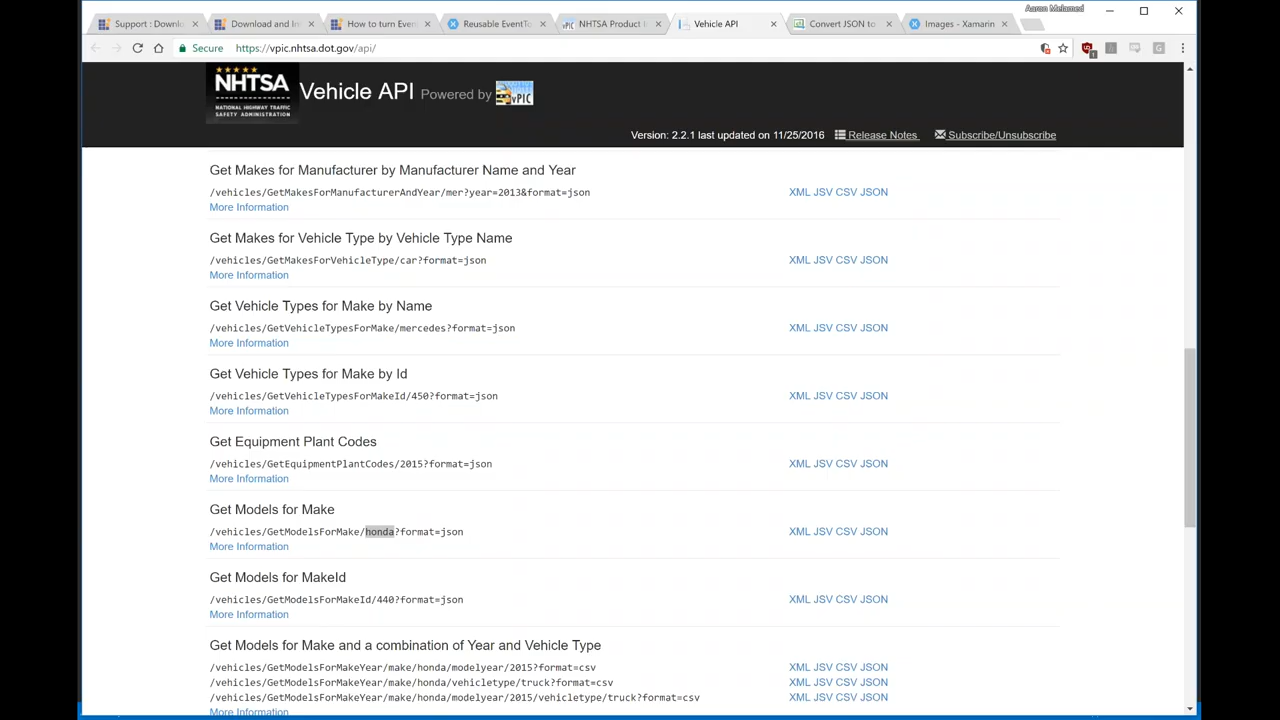 Aaron Melamed
Support : Downlo
Download and In
How to turn Even
Reusable EventTo
NHTSA Product I
Vehicle API
Convert JSON to
Images - Xamarin
Secure
https://vpic.nhtsa.dot.gov/api/
NHTSA
NATIONAL HIGHWAY TRAFFIC
SAFETY ADMINISTRATION
Vehicle API Powered by vPIC
Version: 2.2.1 last updated on 11/25/2016 Release Notes Subscribe/Unsubscribe
Get Makes for Manufacturer by Manufacturer Name and Year
/vehicles/GetMakesForManufacturerAndYear/mer?year=2013&format=json XML JSV CSV JSON
More Information
Get Makes for Vehicle Type by Vehicle Type Name
/vehicles/GetMakesForVehicleType/car?format=json XML JSV CSV JSON
More Information
Get Vehicle Types for Make by Name
/vehicles/GetVehicleTypesForMake/mercedes?format=json XML JSV CSV JSON
More Information
Get Vehicle Types for Make by Id
/vehicles/GetVehicleTypesForMakeId/450?format=json XML JSV CSV JSON
More Information
Get Equipment Plant Codes
/vehicles/GetEquipmentPlantCodes/2015?format=json XML JSV CSV JSON
More Information
Get Models for Make
/vehicles/GetModelsForMake/honda?format=json XML JSV CSV JSON
More Information
Get Models for MakeId
/vehicles/GetModelsForMakeId/440?format=json XML JSV CSV JSON
More Information
Get Models for Make and a combination of Year and Vehicle Type
/vehicles/GetModelsForMakeYear/make/honda/modelyear/2015?format=csv XML JSV CSV JSON
/vehicles/GetModelsForMakeYear/make/honda/vehicletype/truck?format=csv XML JSV CSV JSON
/vehicles/GetModelsForMakeYear/make/honda/modelyear/2015/vehicletype/truck?format=csv XML JSV CSV JSON
More Information